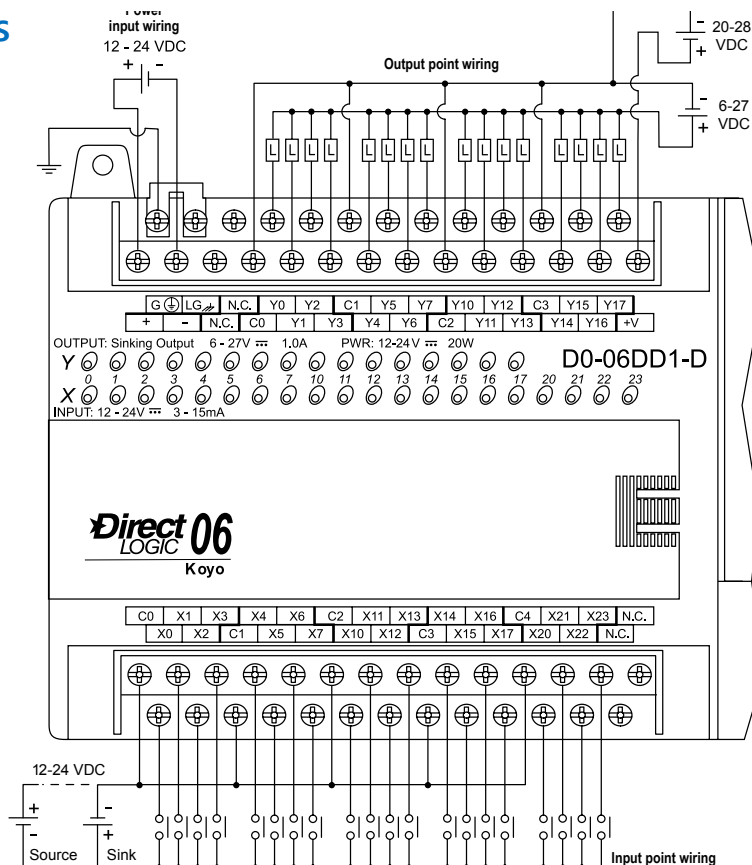 S
Power
input wiring
12 - 24 VDC
+ -
Output point wiring
- 20-28
+ VDC
- 6-27
+ VDC
L L L L L L L L L L L L L L L L
G LG N.C. Y0 Y2 C1 Y5 Y7 Y10 Y12 C3 Y15 Y17
+ - N.C. C0 Y1 Y3 Y4 Y6 C2 Y11 Y13 Y14 Y16 +V
OUTPUT: Sinking Output 6 - 27V 1.0A PWR: 12-24V 20W
Y D0-06DD1-D
0 1 2 3 4 5 6 7 10 11 12 13 14 15 16 17 20 21 22 23
X
INPUT: 12 - 24V 3 - 15mA
Direct
LOGIC 06
Koyo
C0 X1 X3 X4 X6 C2 X11 X13 X14 X16 C4 X21 X23 N.C.
X0 X2 C1 X5 X7 X10 X12 C3 X15 X17 X20 X22 N.C.
12-24 VDC
+ -
- +
Source Sink
Input point wiring